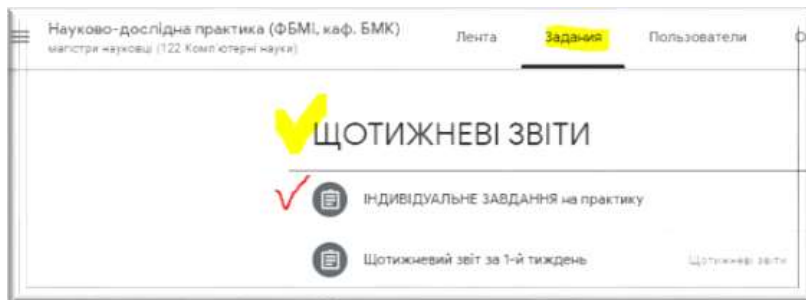 Науково-дослідна практика (ФБМІ, каф. БМК)
магістри науковці (122 Комп'ютерні науки)
Лента
Задания
Пользователи
ЩОТИЖНЕВІ ЗВІТИ
ІНДИВІДУАЛЬНЕ ЗАВДАННЯ на практику
Щотижневий звіт за 1-й тиждень
Щотижневі звіти